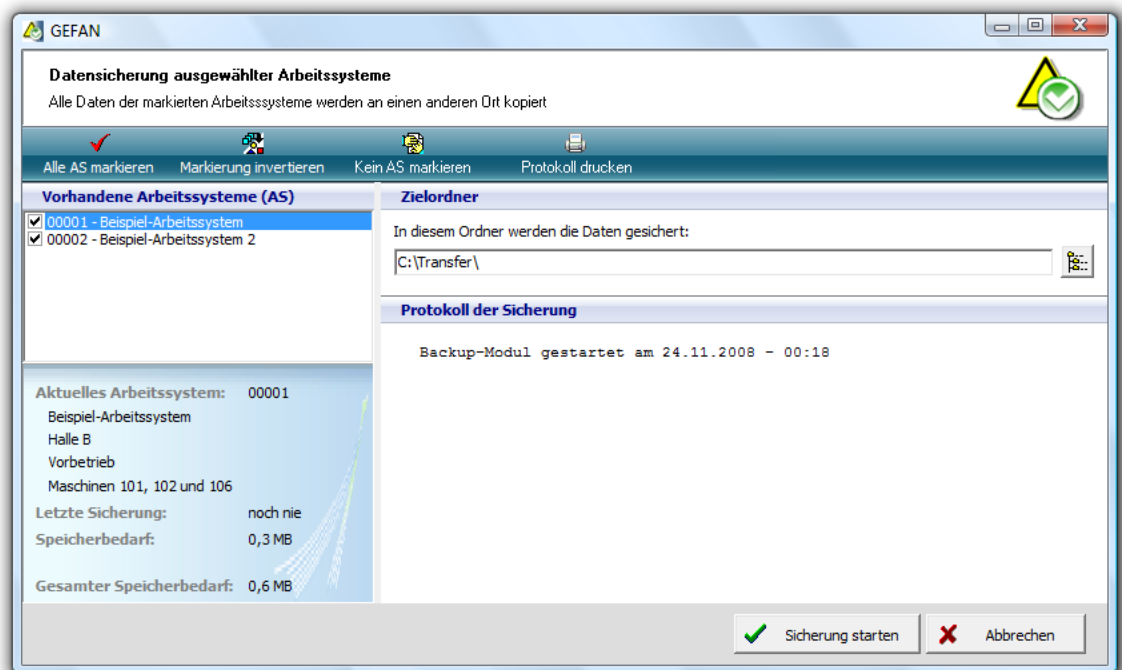 GEFAN
Datensicherung ausgewählter Arbeitssysteme
Alle Daten der markierten Arbeitsssysteme werden an einen anderen Ort kopiert
Alle AS markieren Markierung invertieren Kein AS markieren Protokoll drucken
Vorhandene Arbeitssysteme (AS)
00001 - Beispiel-Arbeitssystem
00002 - Beispiel-Arbeitssystem 2
Aktuelles Arbeitssystem: 00001
Beispiel-Arbeitssystem
Halle B
Vorbetrieb
Maschinen 101, 102 und 106
Letzte Sicherung: noch nie
Speicherbedarf: 0,3 MB
Gesamter Speicherbedarf: 0,6 MB
Zielordner
In diesem Ordner werden die Daten gesichert:
C:\Transfer\
Protokoll der Sicherung
Backup-Modul gestartet am 24.11.2008 - 00:18
Sicherung starten Abbrechen